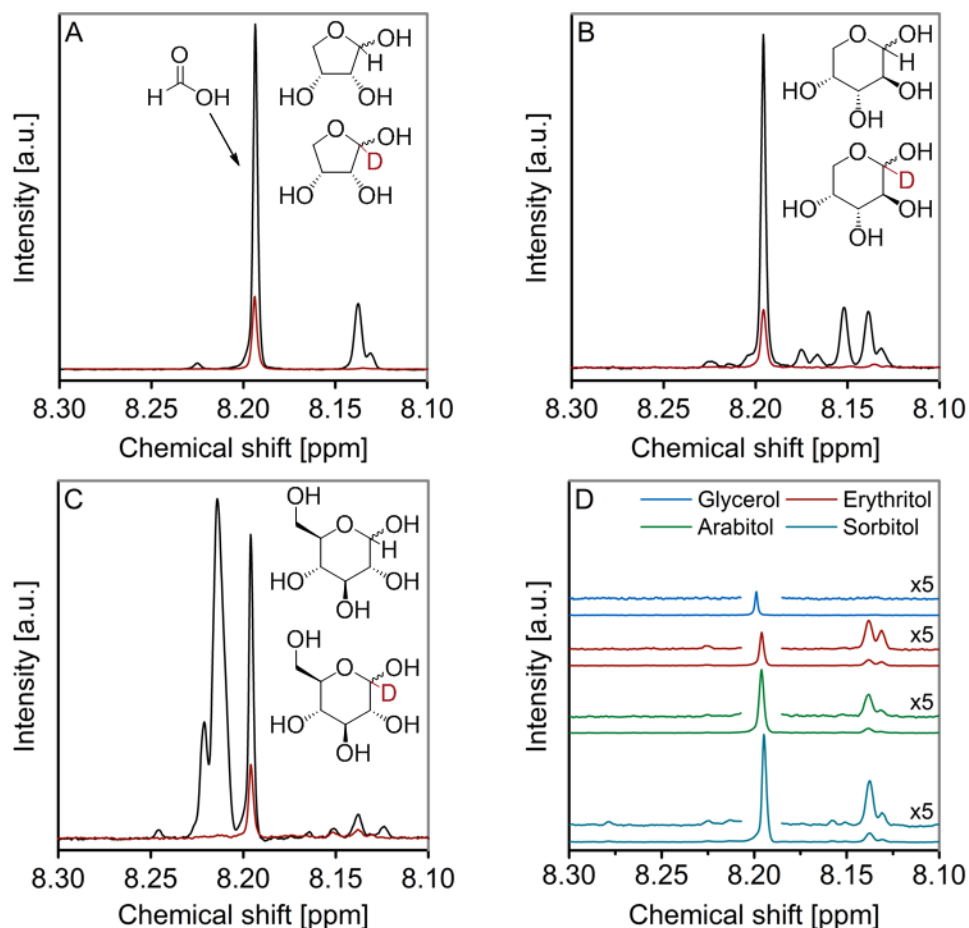 A
O
H
OH
O
OH
H
HO
OH
O
OH
D
HO
OH
Intensity [a.u.]
8.30 8.25 8.20 8.15 8.10
Chemical shift [ppm]
B
O
OH
H
HO
OH
OH
O
OH
D
HO
OH
OH
Intensity [a.u.]
8.30 8.25 8.20 8.15 8.10
Chemical shift [ppm]
C
OH
O
OH
H
HO
OH
OH
OH
O
OH
D
HO
OH
OH
Intensity [a.u.]
8.30 8.25 8.20 8.15 8.10
Chemical shift [ppm]
D
Glycerol Erythritol
Arabitol Sorbitol
x5
x5
x5
x5
Intensity [a.u.]
8.30 8.25 8.20 8.15 8.10
Chemical shift [ppm]